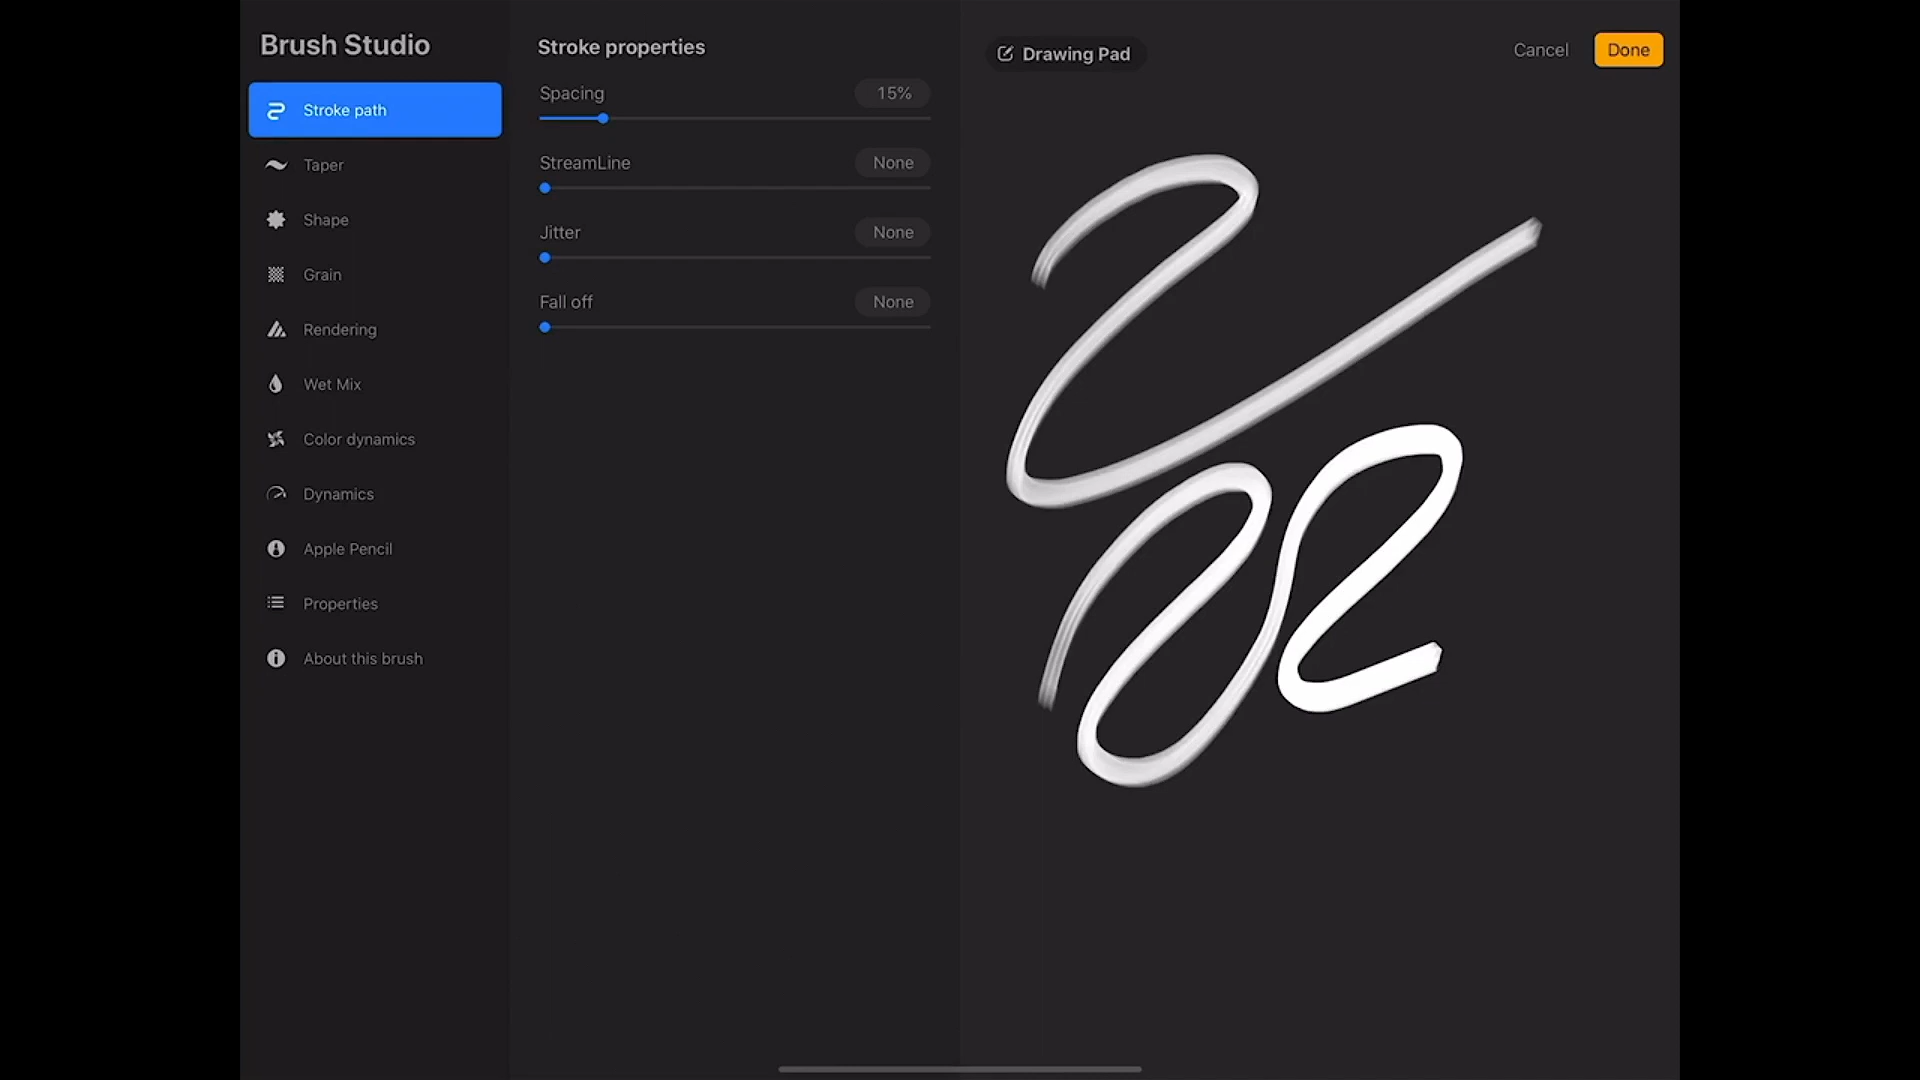 Brush Studio
Stroke path
Taper
Shape
Grain
Rendering
Wet Mix
Color dynamics
Dynamics
Apple Pencil
Properties
About this brush
Stroke properties
Spacing 15%
StreamLine None
Jitter None
Fall off None
Drawing Pad
Cancel Done